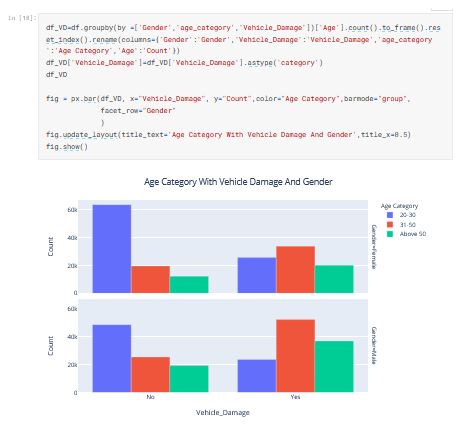 In [18]:
df_VD=df.groupby(by =['Gender','age_category','Vehicle_Damage'])['Age'].count().to_frame().res
et_index().rename(columns={'Gender':'Gender','Vehicle_Damage':'Vehicle_Damage','age_category
':'Age Category','Age':'Count'})
df_VD['Vehicle_Damage']=df_VD['Vehicle_Damage'].astype('category')
df_VD
fig = px.bar(df_VD, x="Vehicle_Damage", y="Count",color="Age Category",barmode="group",
facet_row="Gender"
)
fig.update_layout(title_text='Age Category With Vehicle Damage And Gender',title_x=0.5)
fig.show()
Age Category With Vehicle Damage And Gender
Age Category
20-30
31-50
Above 50
60k
40k
20k
0
Count
Gender=Female
60k
40k
20k
0
Count
Gender=Male
No
Yes
Vehicle_Damage